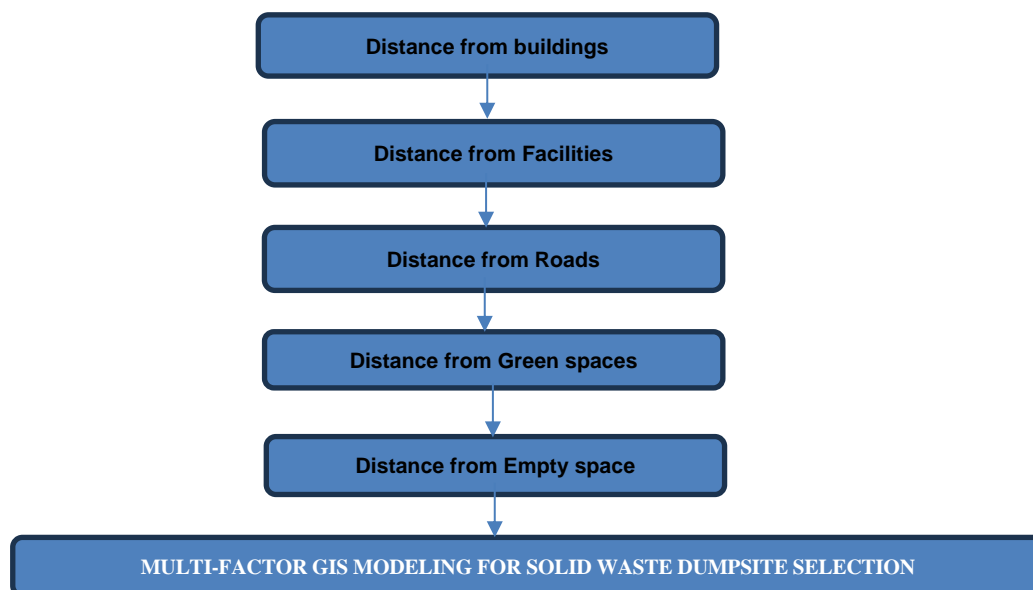 Distance from buildings
Distance from Facilities
Distance from Roads
Distance from Green spaces
Distance from Empty space
MULTI-FACTOR GIS MODELING FOR SOLID WASTE DUMPSITE SELECTION